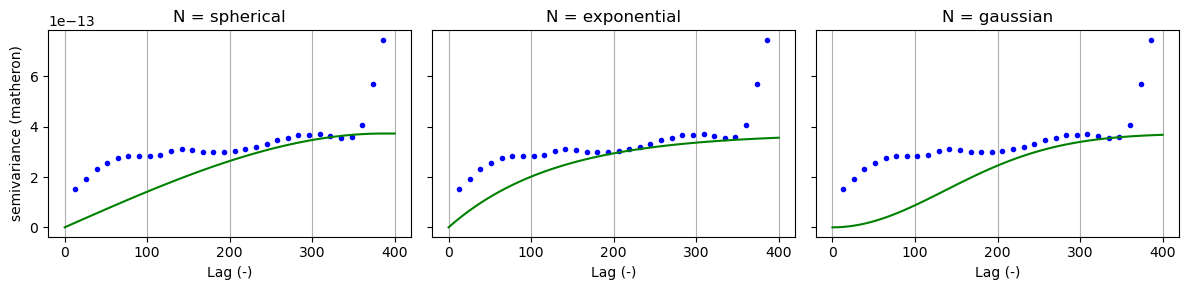 N = spherical
N = exponential
N = gaussian
1e−13
semivariance (matheron)
6
4
2
0
0 100 200 300 400
0 100 200 300 400
0 100 200 300 400
Lag (-)
Lag (-)
Lag (-)